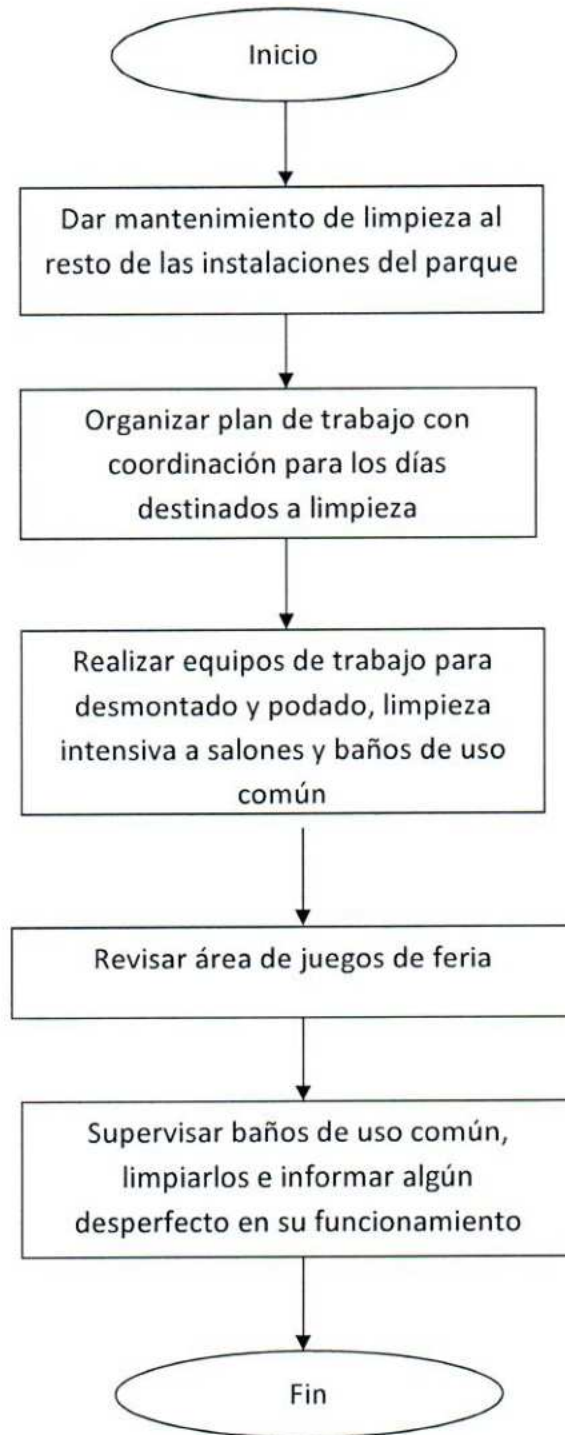 Inicio
Dar mantenimiento de limpieza al
resto de las instalaciones del parque
Organizar plan de trabajo con
coordinación para los días
destinados a limpieza
Realizar equipos de trabajo para
desmontado y podado, limpieza
intensiva a salones y baños de uso
común
Revisar área de juegos de feria
Supervisar baños de uso común,
limpiarlos e informar algún
desperfecto en su funcionamiento
Fin